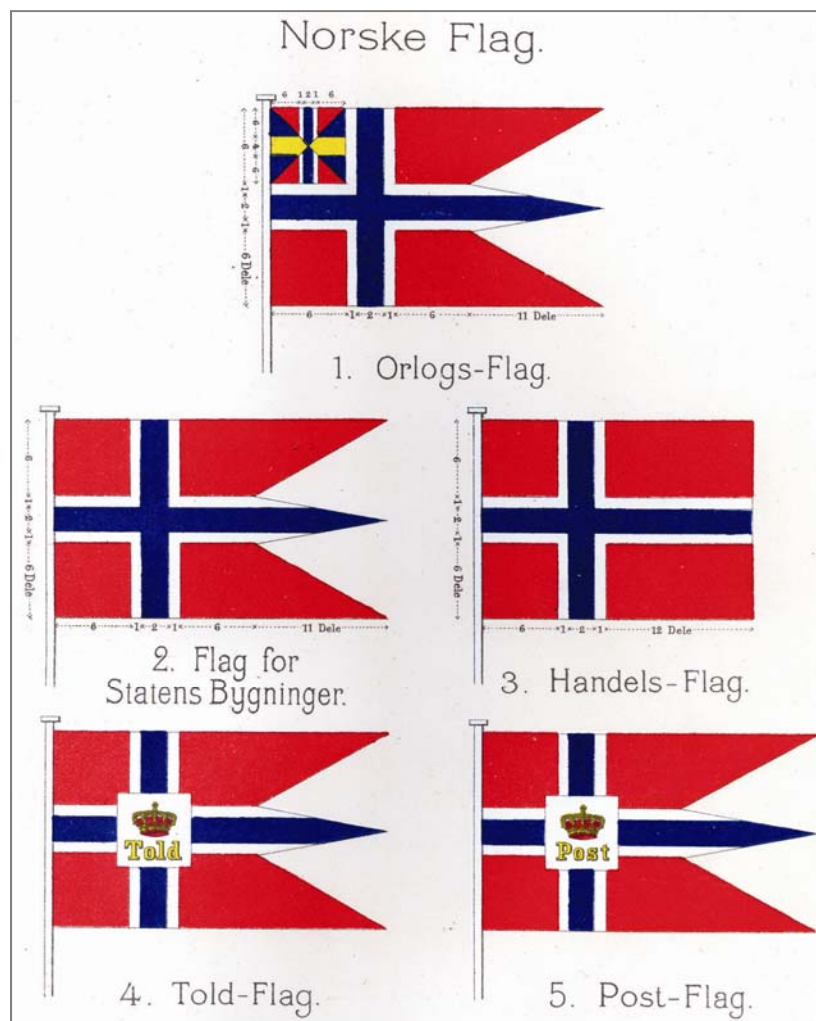 Norske Flag.
6 1 2 1 6
6 4 6
6 1 2 1 6 Dele
6 1 2 1 6 11 Dele
1. Orlogs-Flag.
6 1 2 1 6 Dele
6 1 2 1 6 11 Dele
2. Flag for
Statens Bygninger.
6 1 2 1 6 Dele
6 1 2 1 12 Dele
3. Handels-Flag.
Told
4. Told-Flag.
Post
5. Post-Flag.